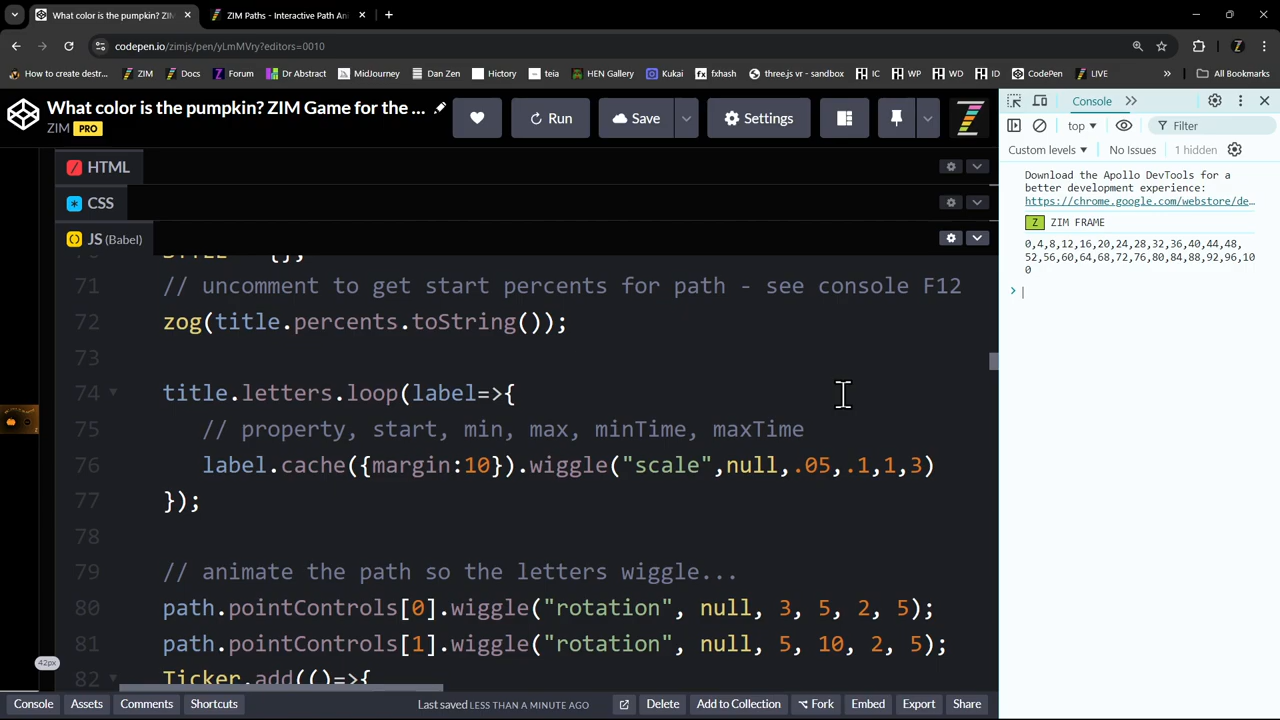 What color is the pumpkin? ZIM
ZIM Paths - Interactive Path Ani
codepen.io/zimjs/pen/yLmMVry?editors=0010
How to create destr...
ZIM
Docs
Forum
Dr Abstract
MidJourney
Dan Zen
Hictory
teia
HEN Gallery
Kukai
fxhash
three.js vr - sandbox
IC
WP
WD
ID
CodePen
LIVE
All Bookmarks
What color is the pumpkin? ZIM Game for the ...
ZIM PRO
Run
Save
Settings
HTML
CSS
JS (Babel)
71 // uncomment to get start percents for path - see console F12
72 zog(title.percents.toString());
73
74 title.letters.loop(label=>{
75 // property, start, min, max, minTime, maxTime
76 label.cache({margin:10}).wiggle("scale",null,.05,.1,1,3)
77 });
78
79 // animate the path so the letters wiggle...
80 path.pointControls[0].wiggle("rotation", null, 3, 5, 2, 5);
81 path.pointControls[1].wiggle("rotation", null, 5, 10, 2, 5);
82 Ticker.add(()=>{
42px
Console
Assets
Comments
Shortcuts
Last saved LESS THAN A MINUTE AGO
Delete
Add to Collection
Fork
Embed
Export
Share
Console
top
Filter
Custom levels
No Issues
1 hidden
Download the Apollo DevTools for a
better development experience:
https://chrome.google.com/webstore/de...
Z ZIM FRAME
0,4,8,12,16,20,24,28,32,36,40,44,48,
52,56,60,64,68,72,76,80,84,88,92,96,10
0